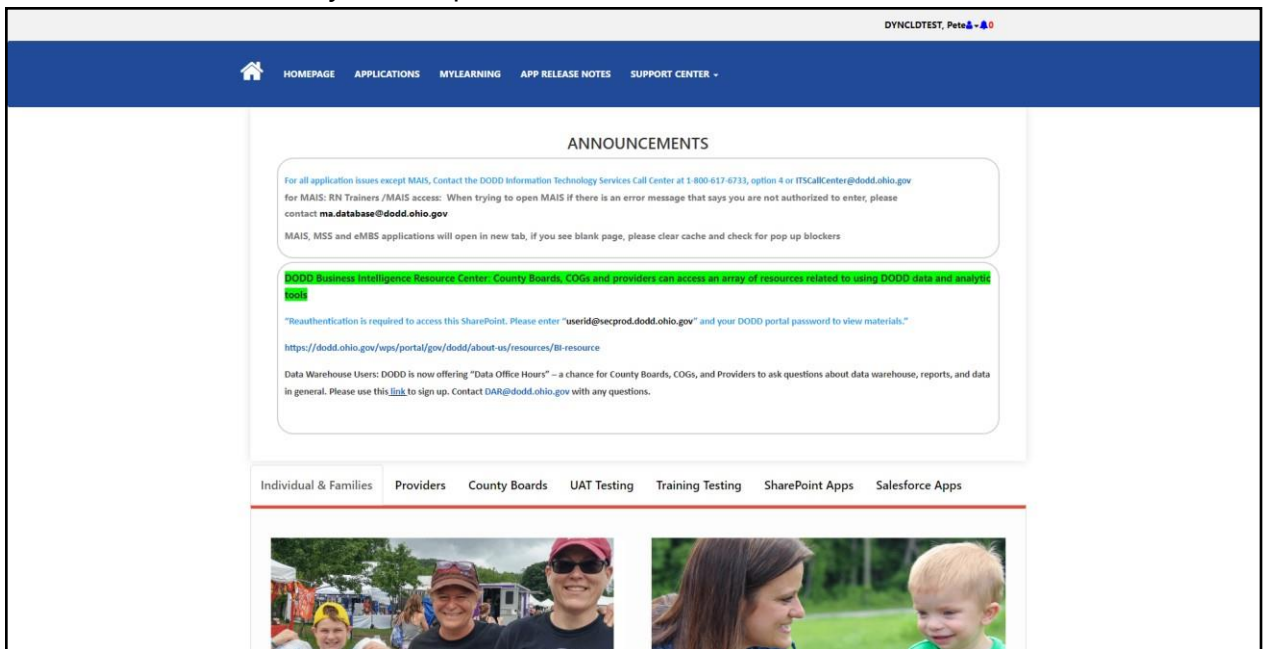 DYNCLDTEST, Pete 0
HOMEPAGE APPLICATIONS MYLEARNING APP RELEASE NOTES SUPPORT CENTER
ANNOUNCEMENTS
For all application issues except MAIS, Contact the DODD Information Technology Services Call Center at 1-800-617-6733, option 4 or ITSCallCenter@dodd.ohio.gov
for MAIS: RN Trainers /MAIS access: When trying to open MAIS if there is an error message that says you are not authorized to enter, please
contact ma.database@dodd.ohio.gov
MAIS, MSS and eMBS applications will open in new tab, if you see blank page, please clear cache and check for pop up blockers
DODD Business Intelligence Resource Center: County Boards, COGs and providers can access an array of resources related to using DODD data and analytic
tools
"Reauthentication is required to access this SharePoint. Please enter "userid@secprod.dodd.ohio.gov" and your DODD portal password to view materials."
https://dodd.ohio.gov/wps/portal/gov/dodd/about-us/resources/BI-resource
Data Warehouse Users: DODD is now offering "Data Office Hours" – a chance for County Boards, COGs, and Providers to ask questions about data warehouse, reports, and data
in general. Please use this link to sign up. Contact DAR@dodd.ohio.gov with any questions.
Individual & Families Providers County Boards UAT Testing Training Testing SharePoint Apps Salesforce Apps